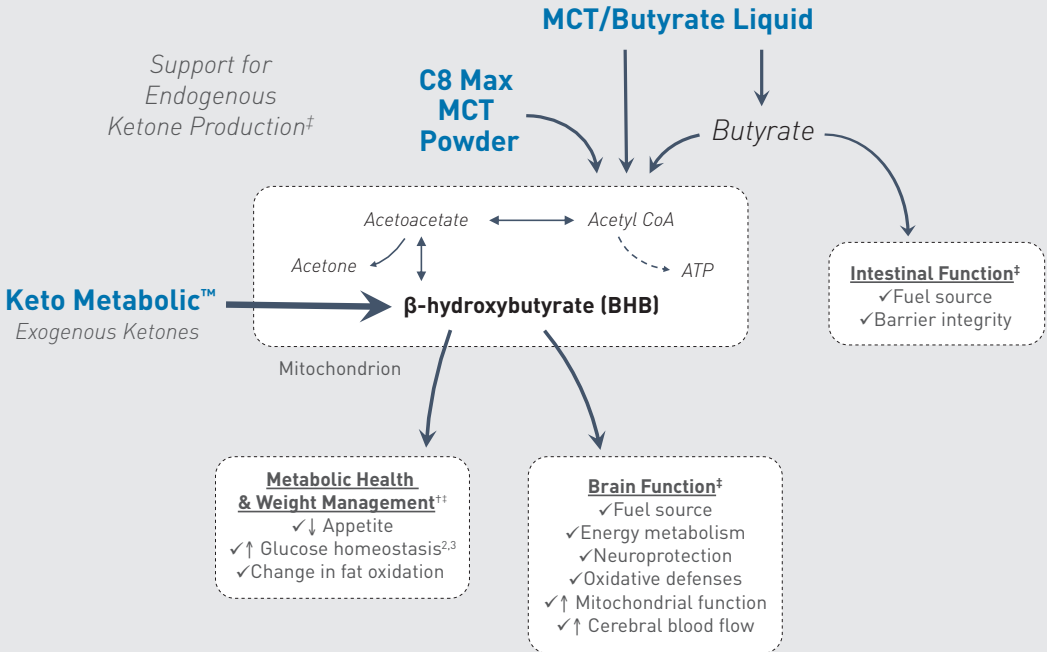 MCT/Butyrate Liquid
Support for
Endogenous
Ketone Production‡
C8 Max
MCT
Powder
Butyrate
Acetoacetate
Acetyl CoA
Acetone
ATP
Keto Metabolic™
Exogenous Ketones
β-hydroxybutyrate (BHB)
Mitochondrion
Intestinal Function‡
✓Fuel source
✓Barrier integrity
Metabolic Health
& Weight Management†‡
✓↓ Appetite
✓↑ Glucose homeostasis2,3
✓Change in fat oxidation
Brain Function‡
✓Fuel source
✓Energy metabolism
✓Neuroprotection
✓Oxidative defenses
✓↑ Mitochondrial function
✓↑ Cerebral blood flow